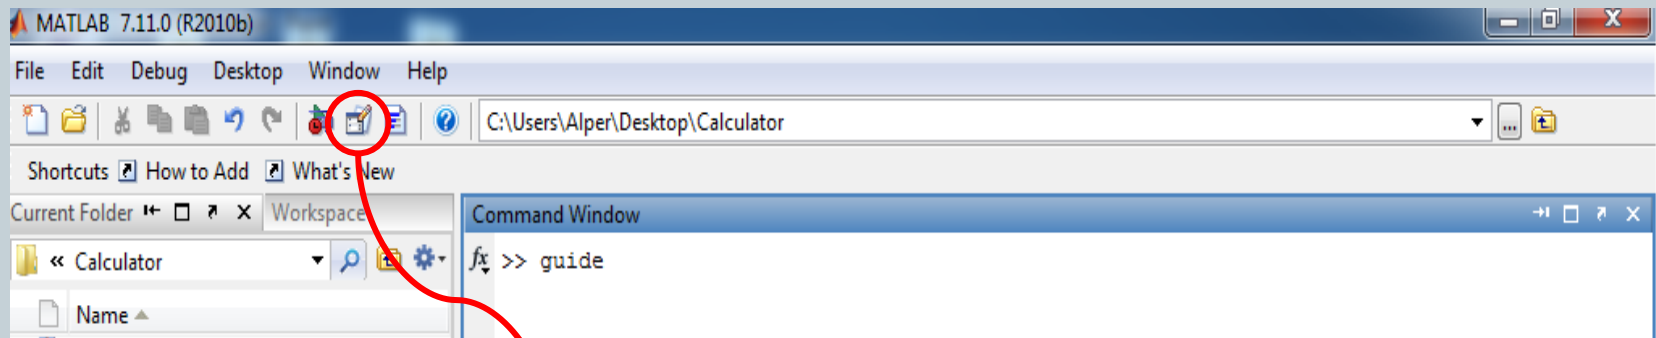 MATLAB 7.11.0 (R2010b)
File Edit Debug Desktop Window Help
C:\Users\Alper\Desktop\Calculator
Shortcuts How to Add What's New
Current Folder Workspace
Command Window
« Calculator
fx >> guide
Name